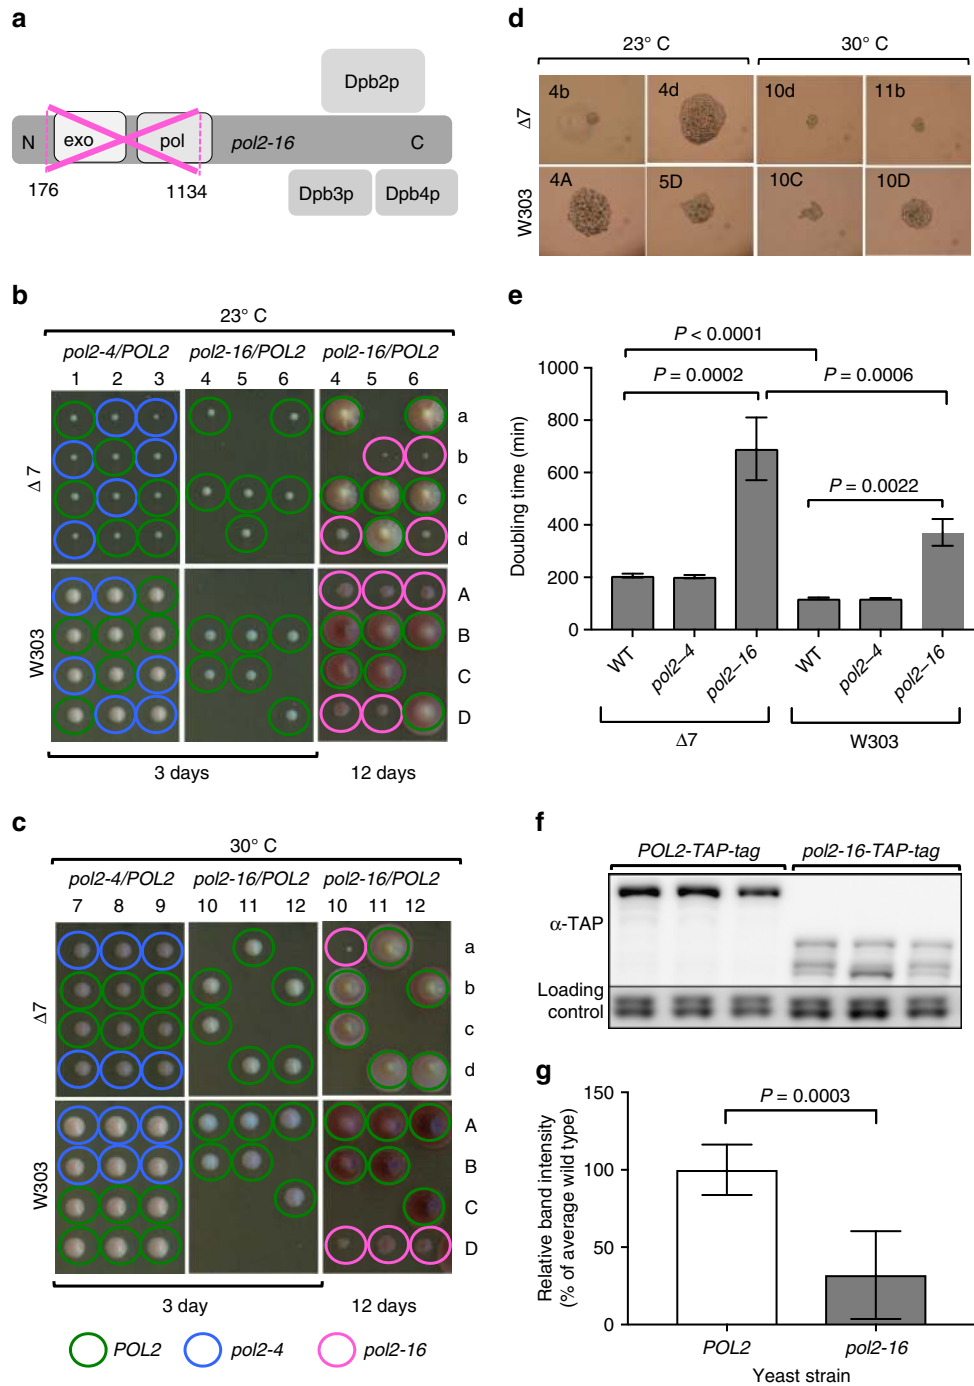 a
Dpb2p
N
exo
pol
pol2-16
C
176
1134
Dpb3p
Dpb4p
b
23° C
pol2-4/POL2
pol2-16/POL2
pol2-16/POL2
1 2 3
4 5 6
4 5 6
Δ 7
a
b
c
d
W303
A
B
C
D
3 days
12 days
c
30° C
pol2-4/POL2
pol2-16/POL2
pol2-16/POL2
7 8 9
10 11 12
10 11 12
Δ7
a
b
c
d
W303
A
B
C
D
3 day
12 days
POL2
pol2-4
pol2-16
d
23° C
30° C
Δ7
4b
4d
10d
11b
W303
4A
5D
10C
10D
e
P < 0.0001
P = 0.0002
P = 0.0006
P = 0.0022
Doubling time (min)
1000
800
600
400
200
0
WT
pol2–4
pol2–16
WT
pol2–4
pol2–16
Δ7
W303
f
POL2-TAP-tag
pol2-16-TAP-tag
α-TAP
Loading
control
g
P = 0.0003
Relative band intensity
(% of average wild type)
150
100
50
0
POL2
pol2-16
Yeast strain